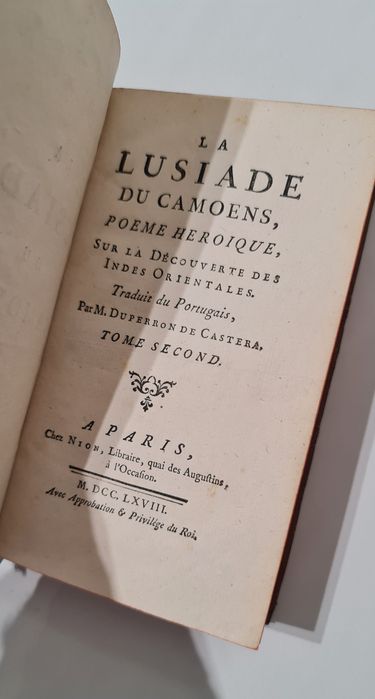 LA
LUSIADE
DU CAMOENS,
POEME HEROIQUE,
SUR LA DÉCOUVERTE DES
INDES ORIENTALES.
Traduit du Portugais,
Par M. DUPERRON DE CASTERA,
TOME SECOND.
A PARIS,
Chez NION, Libraire, quai des Augustins,
à l'Occasion.
M. DCC. LXVIII.
Avec Approbation & Privilége du Roi.